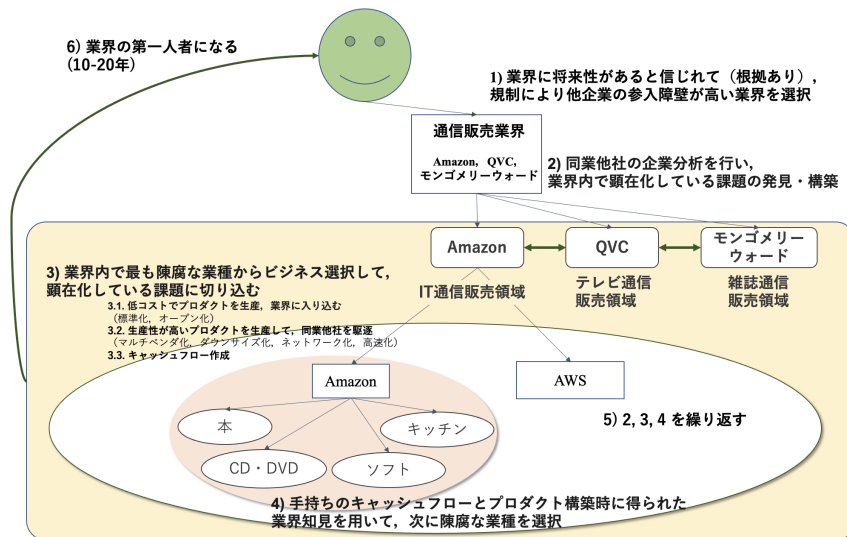 6) 業界の第一人者になる
(10-20年)
1) 業界に将来性があると信じれて（根拠あり）,
規制により他企業の参入障壁が高い業界を選択
通信販売業界
Amazon, QVC,
モンゴメリーウォード
2) 同業他社の企業分析を行い,
業界内で顕在化している課題の発見・構築
Amazon
QVC
モンゴメリー
ウォード
IT通信販売領域
テレビ通信
販売領域
雑誌通信
販売領域
3) 業界内で最も陳腐な業種からビジネス選択して,
顕在化している課題に切り込む
3.1. 低コストでプロダクトを生産，業界に入り込む
（標準化，オープン化）
3.2. 生産性が高いプロダクトを生産して，同業他社を駆逐
（マルチベンダ化，ダウンサイズ化，ネットワーク化，高速化）
3.3. キャッシュフロー作成
Amazon
AWS
本
キッチン
CD・DVD
ソフト
5) 2, 3, 4 を繰り返す
4) 手持ちのキャッシュフローとプロダクト構築時に得られた
業界知見を用いて，次に陳腐な業種を選択